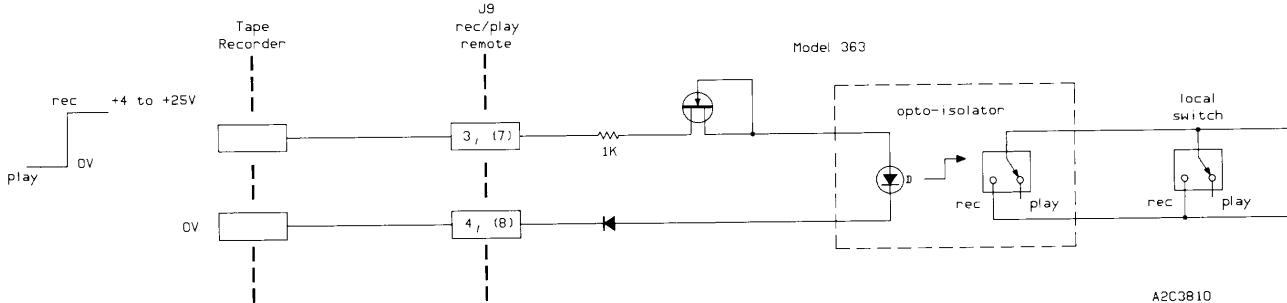 J9
rec/play
remote
Tape
Recorder
Model 363
rec +4 to +25V
play 0V
3, (7)
1K
opto-isolator
local
switch
D
rec play
rec play
0V
4, (8)
A2C3810